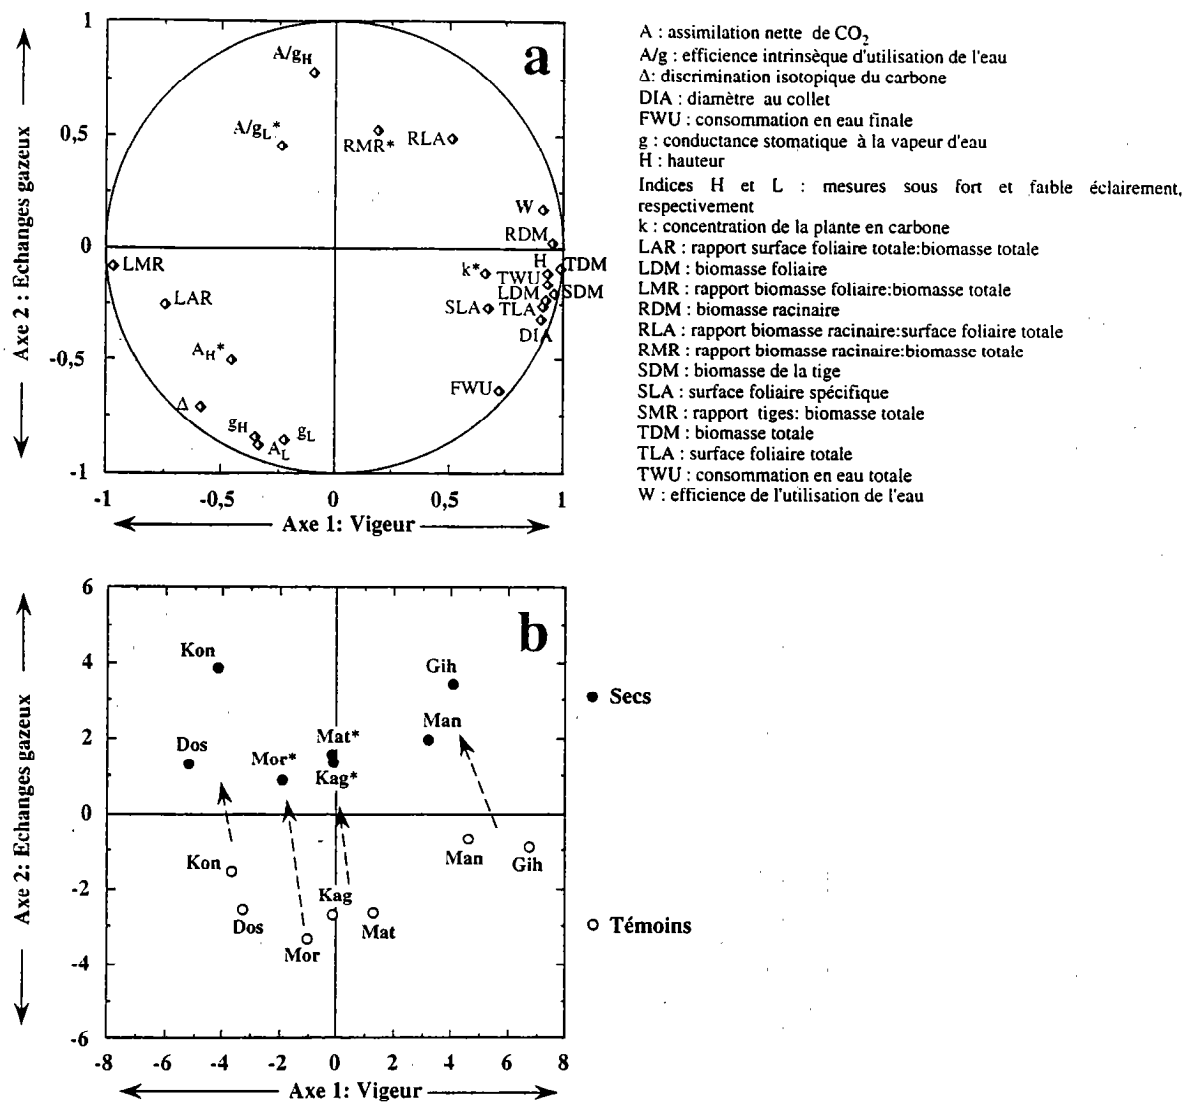 a
Axe 2 : Echanges gazeux
1
0,5
0
-0,5
-1
A/gH
A/gL*
RMR*
RLA
W
RDM
H
TDM
k*
TWU
LDM
SDM
SLA
TLA
DIA
FWU
LMR
LAR
AH*
Δ
gH
AL
gL
-1
-0,5
0
0,5
1
Axe 1: Vigeur
A : assimilation nette de CO2
A/g : efficience intrinsèque d'utilisation de l'eau
Δ: discrimination isotopique du carbone
DIA : diamètre au collet
FWU : consommation en eau finale
g : conductance stomatique à la vapeur d'eau
H : hauteur
Indices H et L : mesures sous fort et faible éclairement,
respectivement
k : concentration de la plante en carbone
LAR : rapport surface foliaire totale:biomasse totale
LDM : biomasse foliaire
LMR : rapport biomasse foliaire:biomasse totale
RDM : biomasse racinaire
RLA : rapport biomasse racinaire:surface foliaire totale
RMR : rapport biomasse racinaire:biomasse totale
SDM : biomasse de la tige
SLA : surface foliaire spécifique
SMR : rapport tiges: biomasse totale
TDM : biomasse totale
TLA : surface foliaire totale
TWU : consommation en eau totale
W : efficience de l'utilisation de l'eau
b
Axe 2: Echanges gazeux
6
4
2
0
-2
-4
-6
Kon
Gih
Man
Dos
Mor*
Mat*
Kag*
Kon
Dos
Mor
Kag
Mat
Man
Gih
-8
-6
-4
-2
0
2
4
6
8
Axe 1: Vigeur
Secs
Témoins